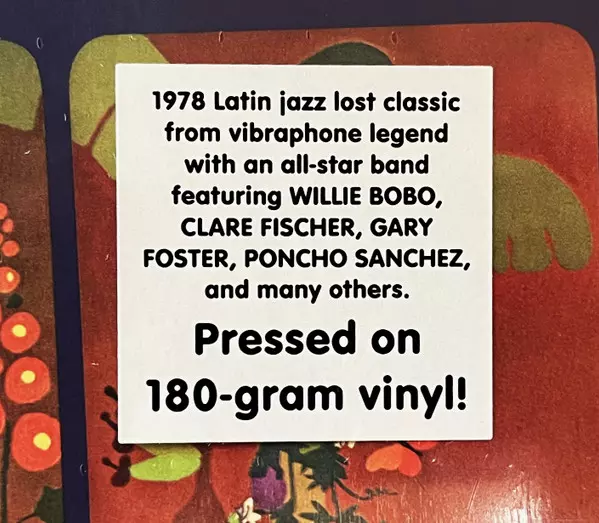 1978 Latin jazz lost classic
from vibraphone legend
with an all-star band
featuring WILLIE BOBO,
CLARE FISCHER, GARY
FOSTER, PONCHO SANCHEZ,
and many others.
Pressed on
180-gram vinyl!